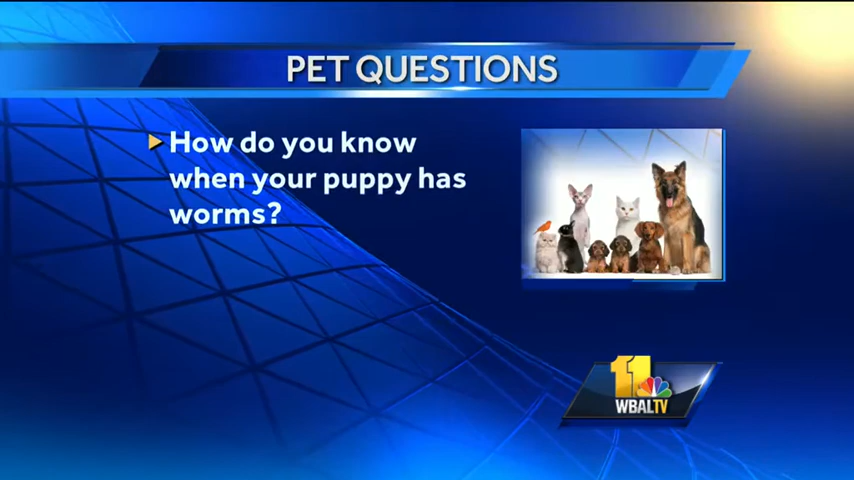 PET QUESTIONS
How do you know
when your puppy has
worms?
11
WBALTV